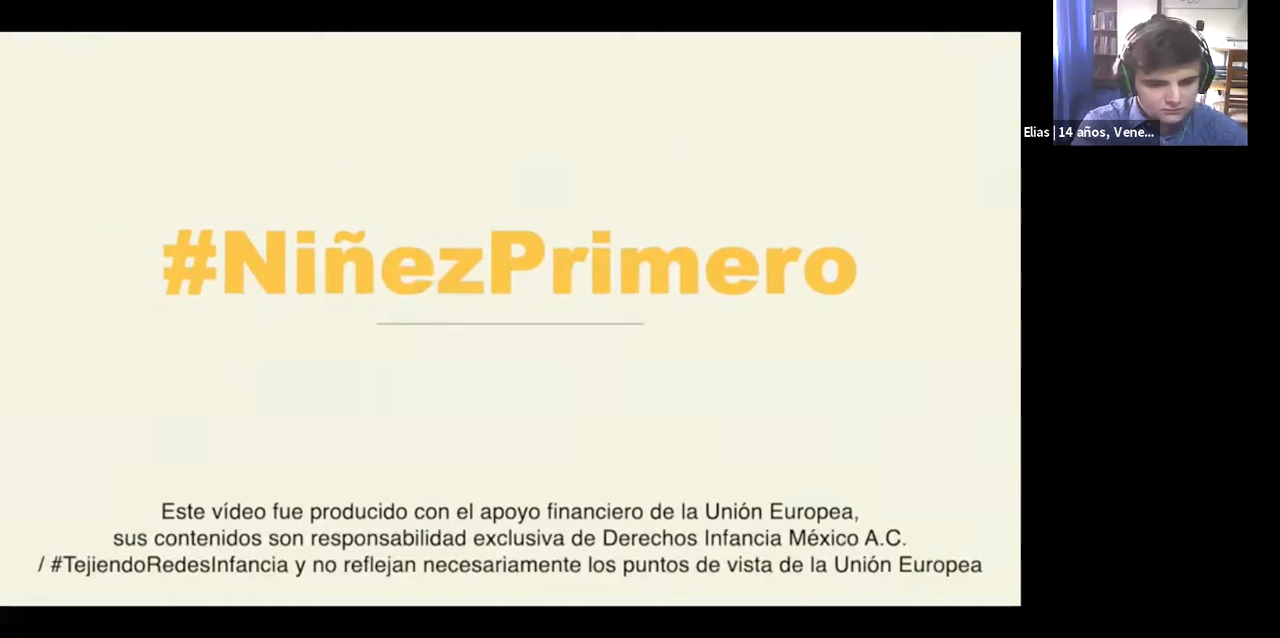 #NiñezPrimero
Este vídeo fue producido con el apoyo financiero de la Unión Europea,
sus contenidos son responsabilidad exclusiva de Derechos Infancia México A.C.
/ #TejiendoRedesInfancia y no reflejan necesariamente los puntos de vista de la Unión Europea
Elias | 14 años, Vene...